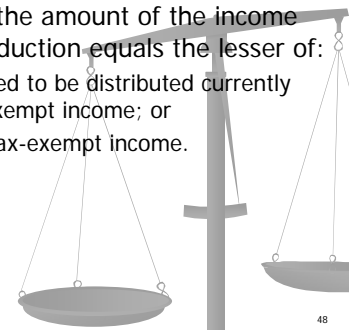 the amount of the income
duction equals the lesser of:
ed to be distributed currently
exempt income; or
ax-exempt income.
48